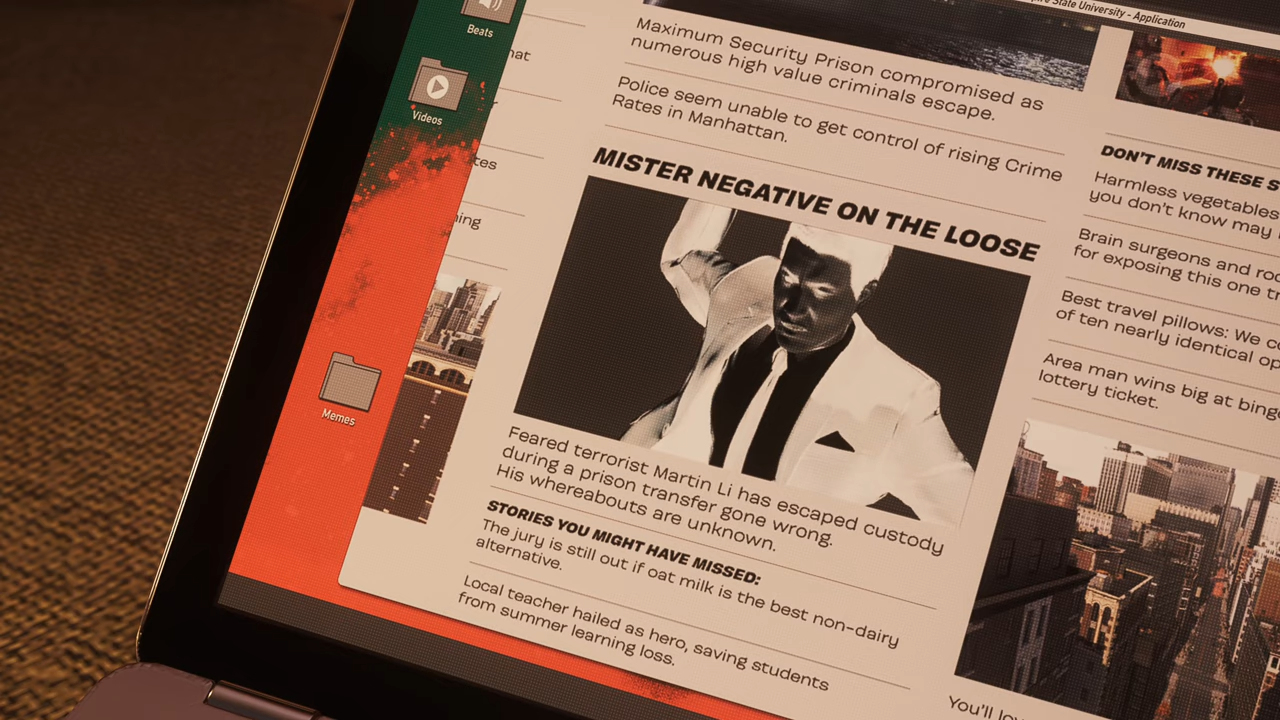 State University - Application
Beats
Videos
Memes
Maximum Security Prison compromised as
numerous high value criminals escape.
Police seem unable to get control of rising Crime
Rates in Manhattan.
MISTER NEGATIVE ON THE LOOSE
Feared terrorist Martin Li has escaped custody
during a prison transfer gone wrong.
His whereabouts are unknown.
STORIES YOU MIGHT HAVE MISSED:
The jury is still out if oat milk is the best non-dairy
alternative.
Local teacher hailed as hero, saving students
from summer learning loss.
DON'T MISS THESE
Harmless vegetables
you don't know may
Brain surgeons and
for exposing this one
Best travel pillows: We
of ten nearly identical
Area man wins big at
lottery ticket.
You'll